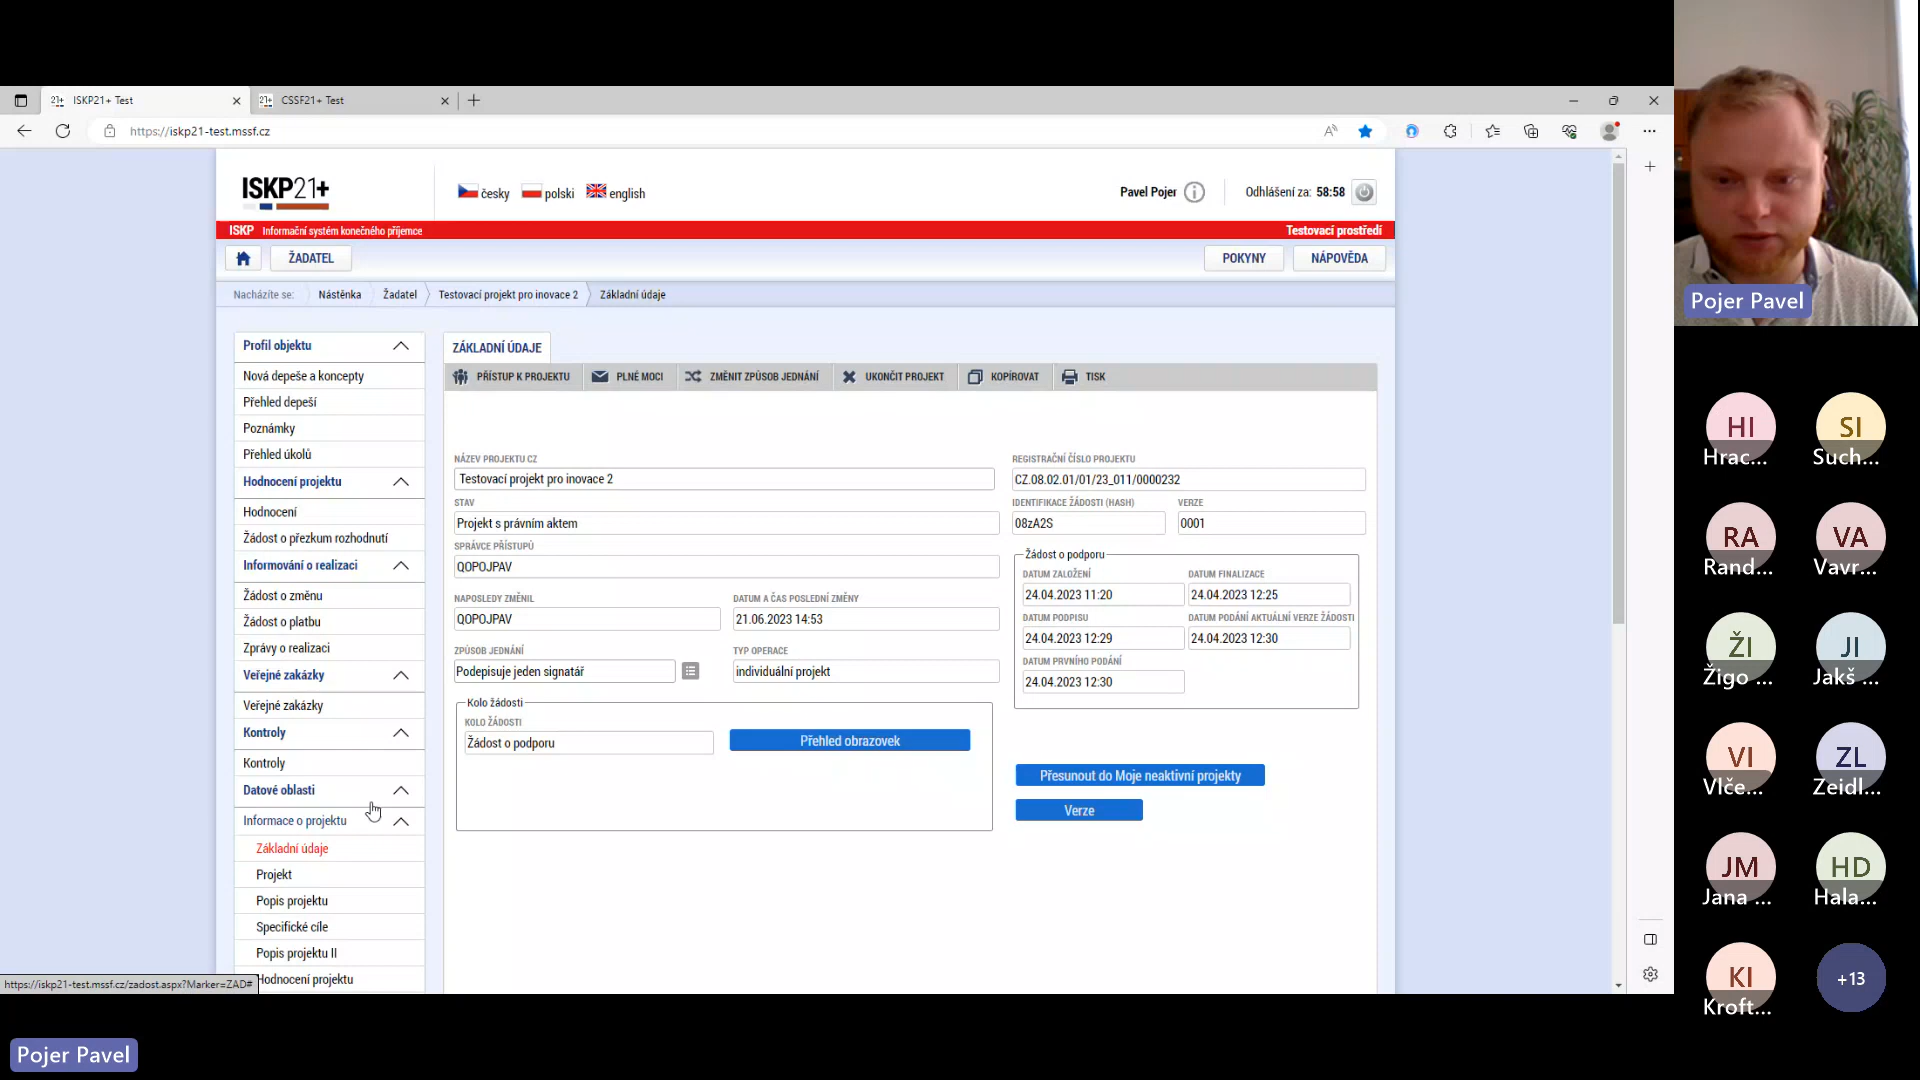 ISKP21+ Test
CSSF21+ Test
https://iskp21-test.mssf.cz
ISKP21+
česky
polski
english
Pavel Pojer
Odhlášení za: 58:58
ISKP Informační systém konečného příjemce
Testovací prostředí
ŽADATEL
POKYNY
NÁPOVĚDA
Nacházíte se:
Nástěnka
Žadatel
Testovací projekt pro inovace 2
Základní údaje
Profil objektu
Nová depeše a koncepty
Přehled depeší
Poznámky
Přehled úkolů
Hodnocení projektu
Hodnocení
Žádost o přezkum rozhodnutí
Informování o realizaci
Žádost o změnu
Žádost o platbu
Zprávy o realizaci
Veřejné zakázky
Veřejné zakázky
Kontroly
Kontroly
Datové oblasti
Informace o projektu
Základní údaje
Projekt
Popis projektu
Specifické cíle
Popis projektu II
Hodnocení projektu
https://iskp21-test.mssf.cz/zadost.aspx?Marker=ZAD#
ZÁKLADNÍ ÚDAJE
PŘÍSTUP K PROJEKTU
PLNÉ MOCI
ZMĚNIT ZPŮSOB JEDNÁNÍ
UKONČIT PROJEKT
KOPÍROVAT
TISK
NÁZEV PROJEKTU CZ
Testovací projekt pro inovace 2
STAV
Projekt s právním aktem
SPRÁVCE PŘÍSTUPŮ
QOPOJPAV
NAPOSLEDY ZMĚNIL
QOPOJPAV
DATUM A ČAS POSLEDNÍ ZMĚNY
21.06.2023 14:53
ZPŮSOB JEDNÁNÍ
Podepisuje jeden signatář
TYP OPERACE
individuální projekt
Kolo žádosti
KOLO ŽÁDOSTI
Žádost o podporu
Přehled obrazovek
REGISTRAČNÍ ČÍSLO PROJEKTU
CZ.08.02.01/01/23_011/0000232
IDENTIFIKACE ŽÁDOSTI (HASH)
08zA2S
VERZE
0001
Žádost o podporu
DATUM ZALOŽENÍ
24.04.2023 11:20
DATUM FINALIZACE
24.04.2023 12:25
DATUM PODPISU
24.04.2023 12:29
DATUM PODÁNÍ AKTUÁLNÍ VERZE ŽÁDOSTI
24.04.2023 12:30
DATUM PRVNÍHO PODÁNÍ
24.04.2023 12:30
Přesunout do Moje neaktivní projekty
Verze
Pojer Pavel
HI
Hrac...
SI
Such...
RA
Rand...
VA
Vavr...
ŽI
Žigo ...
JI
Jakš ...
VI
Vlče...
ZL
Zeidl...
JM
Jana ...
HD
Hala...
KI
Kroft...
+13
Pojer Pavel